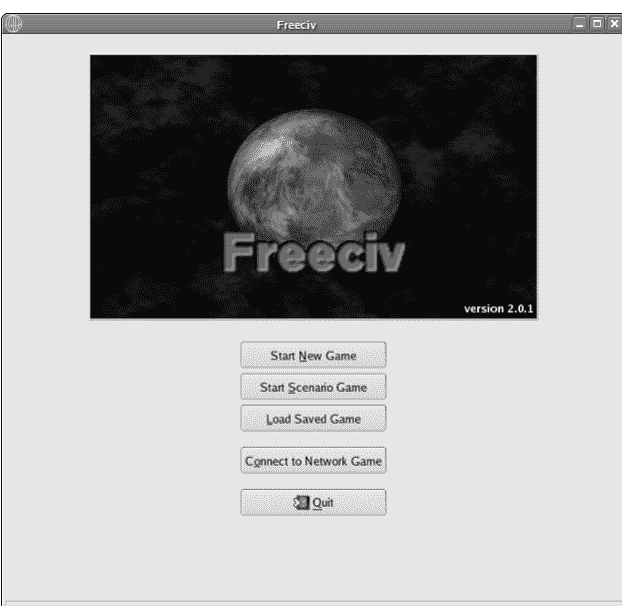 Freeciv
Freeciv
version 2.0.1
Start New Game
Start Scenario Game
Load Saved Game
Connect to Network Game
Quit